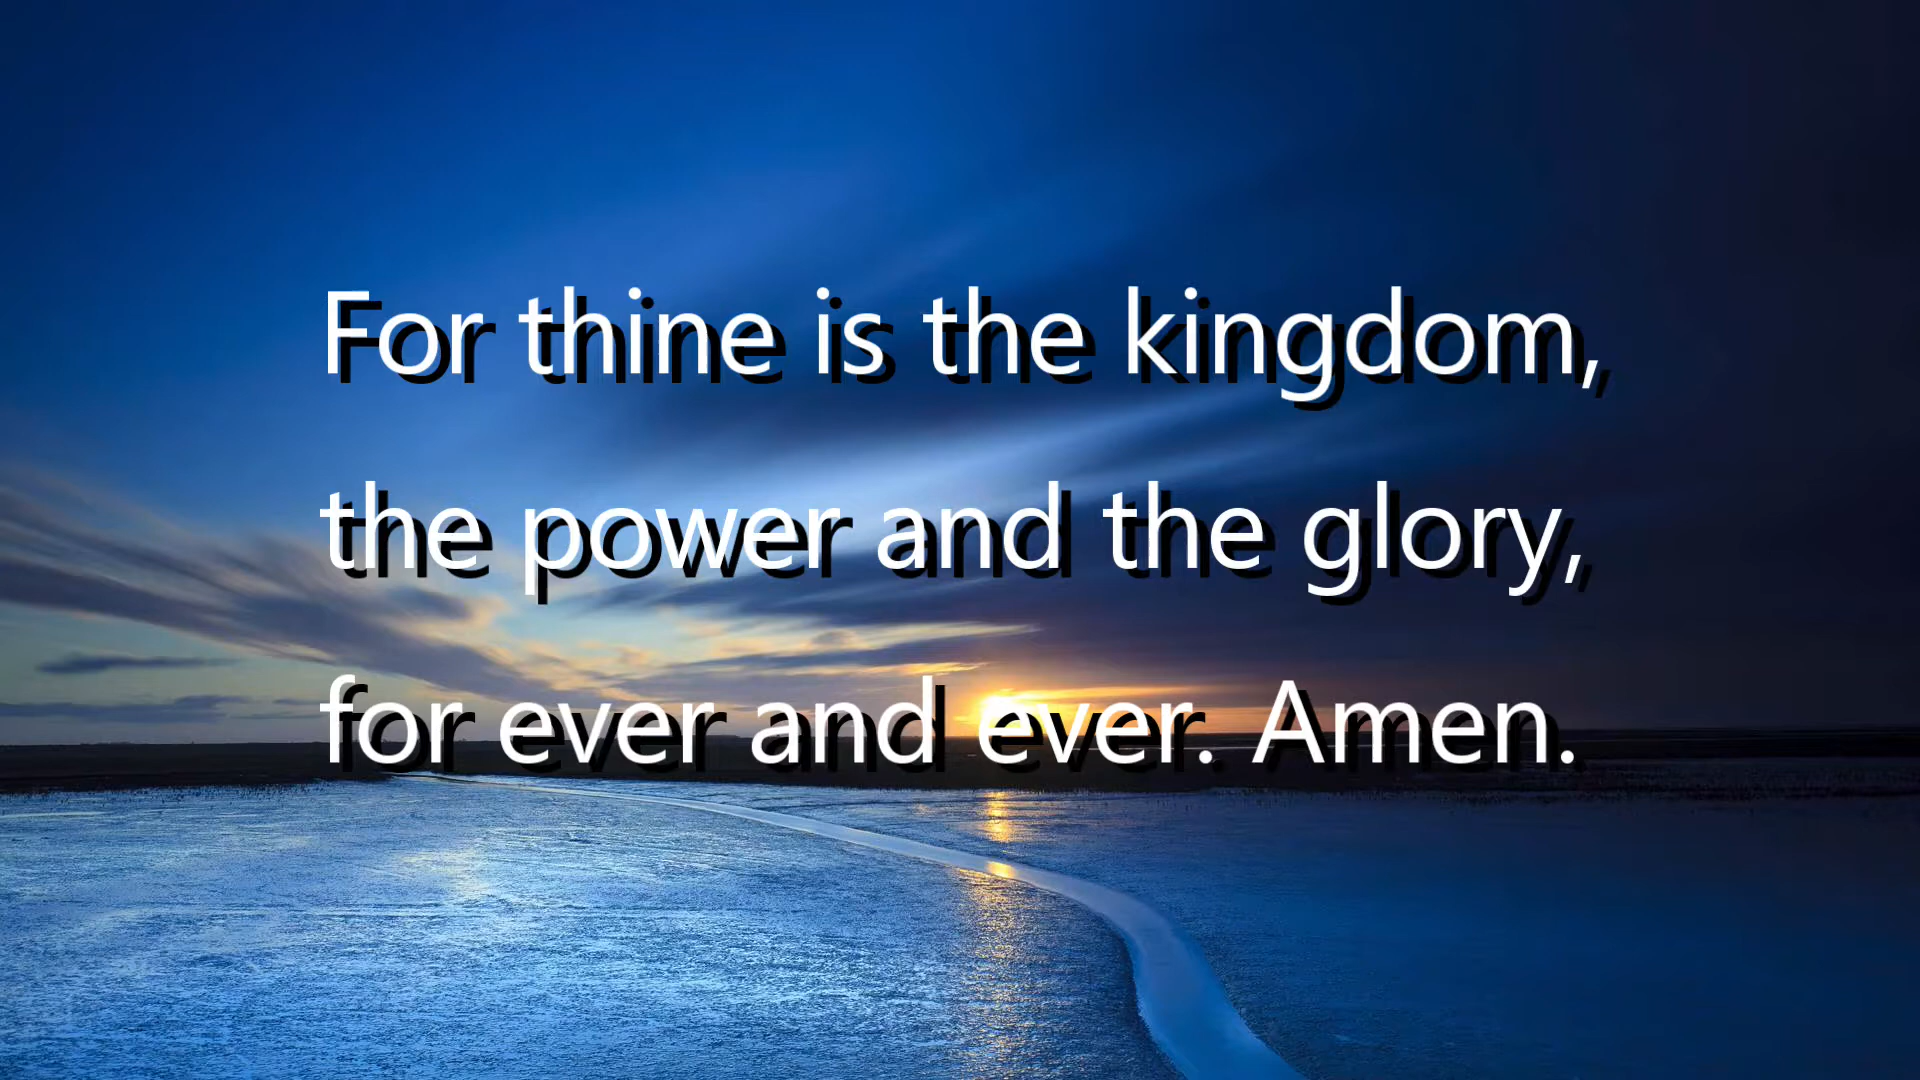 For thine is the kingdom,
the power and the glory,
for ever and ever. Amen.